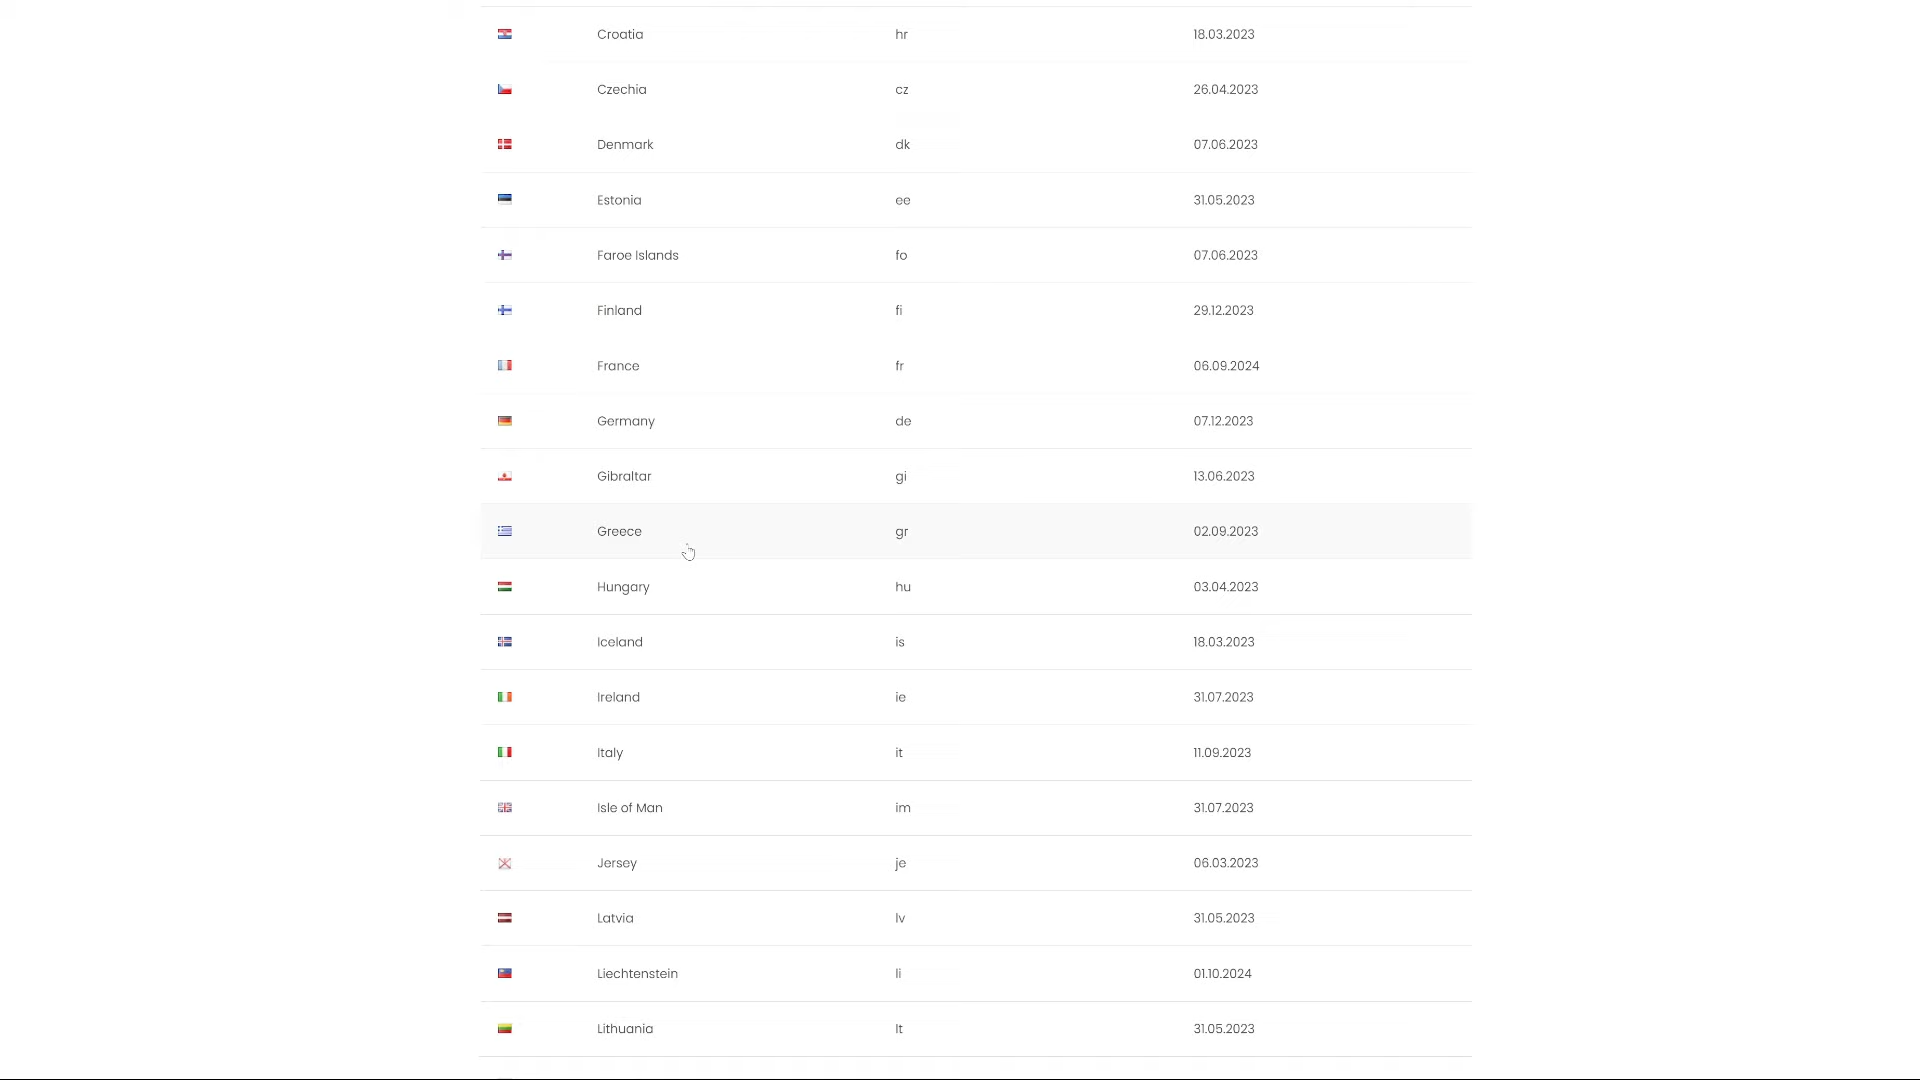 Croatia hr 18.03.2023
Czechia cz 26.04.2023
Denmark dk 07.06.2023
Estonia ee 31.05.2023
Faroe Islands fo 07.06.2023
Finland fi 29.12.2023
France fr 06.09.2024
Germany de 07.12.2023
Gibraltar gi 13.06.2023
Greece gr 02.09.2023
Hungary hu 03.04.2023
Iceland is 18.03.2023
Ireland ie 31.07.2023
Italy it 11.09.2023
Isle of Man im 31.07.2023
Jersey je 06.03.2023
Latvia lv 31.05.2023
Liechtenstein li 01.10.2024
Lithuania lt 31.05.2023